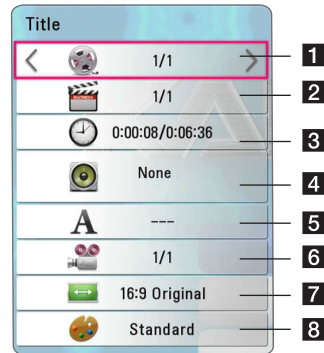 Title
1/1 1
1/1 2
0:00:08/0:06:36 3
None 4
A --- 5
1/1 6
16:9 Original 7
Standard 8